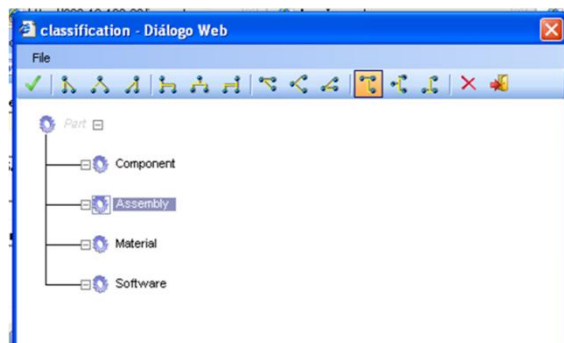 classification - Diálogo Web
File
Part
Component
Assembly
Material
Software